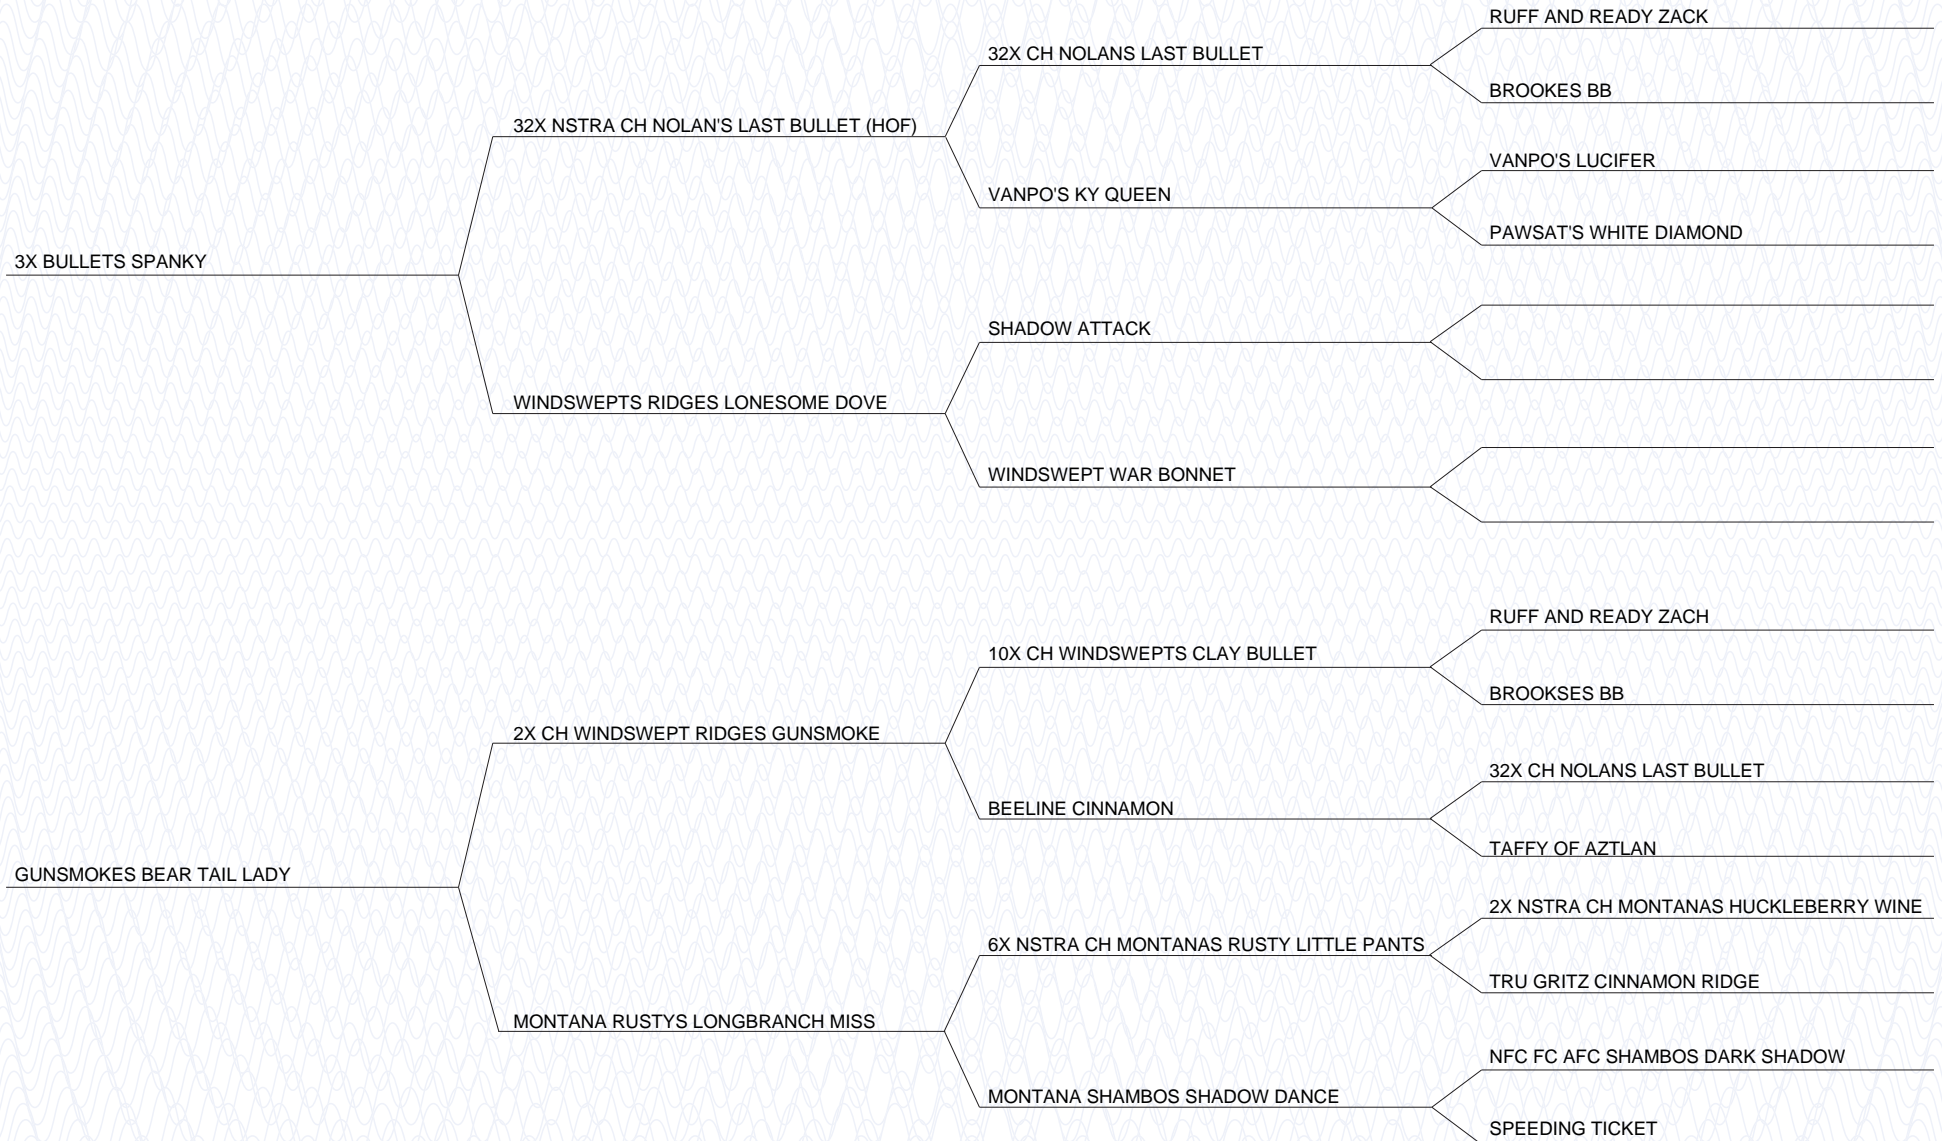 RUFF AND READY ZACK
32X CH NOLANS LAST BULLET
BROOKES BB
32X NSTRA CH NOLAN'S LAST BULLET (HOF)
VANPO'S LUCIFER
VANPO'S KY QUEEN
PAWSAT'S WHITE DIAMOND
3X BULLETS SPANKY
SHADOW ATTACK
WINDSWEPTS RIDGES LONESOME DOVE
WINDSWEPT WAR BONNET
RUFF AND READY ZACH
10X CH WINDSWEPTS CLAY BULLET
BROOKSES BB
2X CH WINDSWEPT RIDGES GUNSMOKE
32X CH NOLANS LAST BULLET
BEELINE CINNAMON
TAFFY OF AZTLAN
GUNSMOKES BEAR TAIL LADY
2X NSTRA CH MONTANAS HUCKLEBERRY WINE
6X NSTRA CH MONTANAS RUSTY LITTLE PANTS
TRU GRITZ CINNAMON RIDGE
MONTANA RUSTYS LONGBRANCH MISS
NFC FC AFC SHAMBOS DARK SHADOW
MONTANA SHAMBOS SHADOW DANCE
SPEEDING TICKET